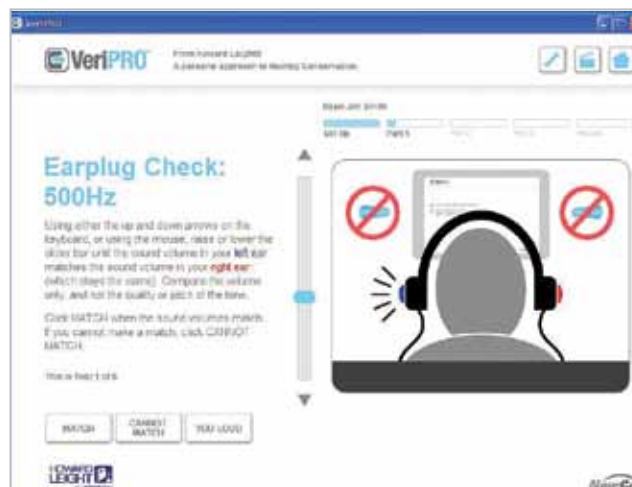 VeriPRO
From Howard Leight
A personal approach to Hearing Conservation.
Part 1
Earplug Check:
500Hz
Using either the up and down arrows on the
keyboard, or using the mouse, raise or lower the
slider bar until the sound volume in your left ear
matches the sound volume in your right ear
(which stays the same). Compare the volume
only, and not the quality or pitch of the tone.
Click MATCH when the sound volumes match.
If you cannot make a match, click CANNOT
MATCH.
MATCH
CANNOT
MATCH
TOO LOUD
HOWARD
LEIGHT